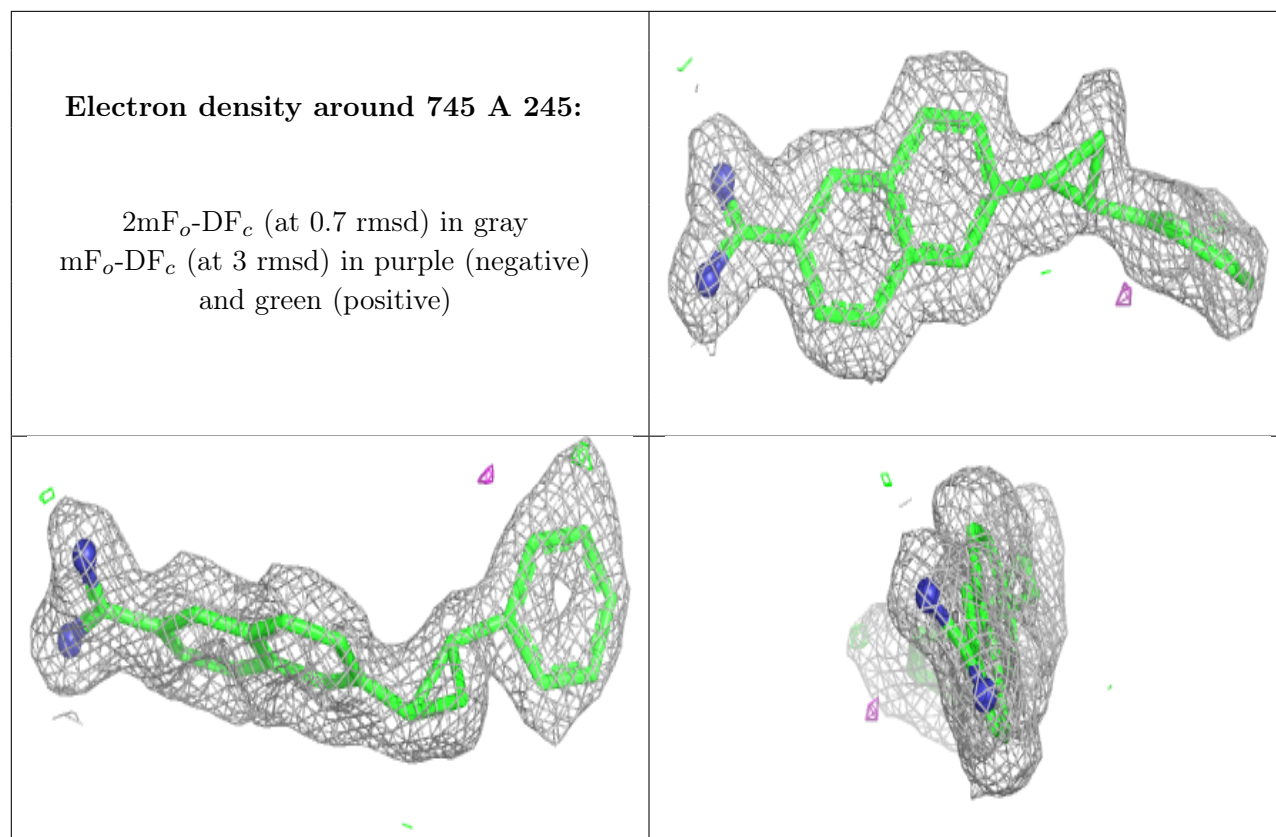 Electron density around 745 A 245:
2mFₒ-DF𝒸 (at 0.7 rmsd) in gray
mFₒ-DF𝒸 (at 3 rmsd) in purple (negative)
and green (positive)